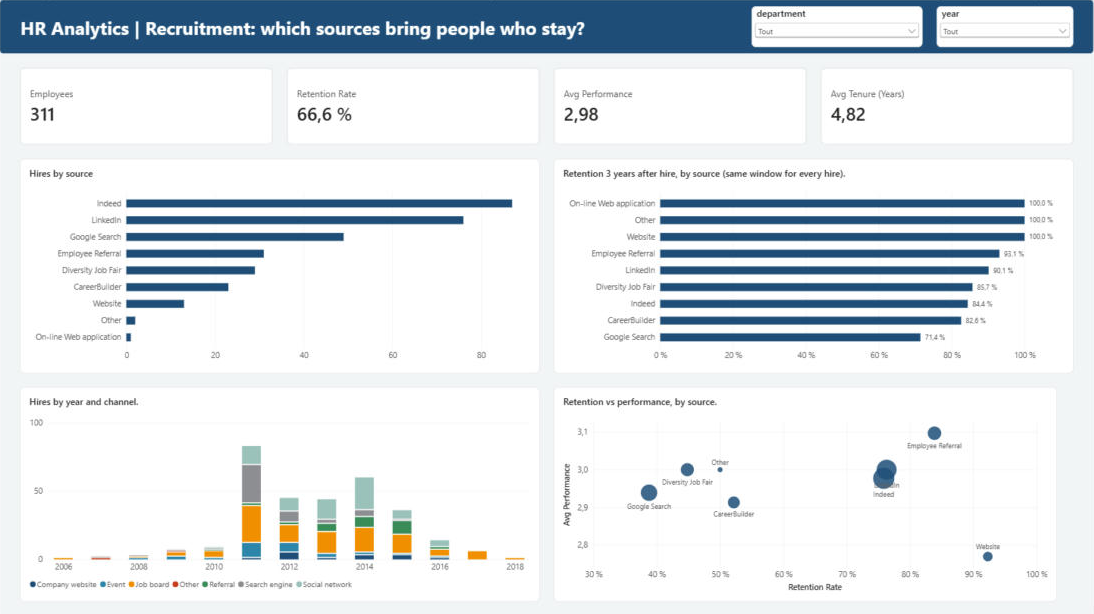 HR Analytics | Recruitment: which sources bring people who stay?
department
Tout
year
Tout
Employees
311
Retention Rate
66,6 %
Avg Performance
2,98
Avg Tenure (Years)
4,82
Hires by source
Indeed
LinkedIn
Google Search
Employee Referral
Diversity Job Fair
CareerBuilder
Website
Other
On-line Web application
0 20 40 60 80
Retention 3 years after hire, by source (same window for every hire).
On-line Web application 100,0 %
Other 100,0 %
Website 100,0 %
Employee Referral 93,1 %
LinkedIn 90,1 %
Diversity Job Fair 85,7 %
Indeed 84,4 %
CareerBuilder 82,6 %
Google Search 71,4 %
0 % 20 % 40 % 60 % 80 % 100 %
Hires by year and channel.
100
50
0
2006 2008 2010 2012 2014 2016 2018
Company website Event Job board Other Referral Search engine Social network
Retention vs performance, by source.
Avg Performance
3,1
3,0
2,9
2,8
Employee Referral
Other
Diversity Job Fair
Indeed
Google Search
CareerBuilder
Website
30 % 40 % 50 % 60 % 70 % 80 % 90 % 100 %
Retention Rate